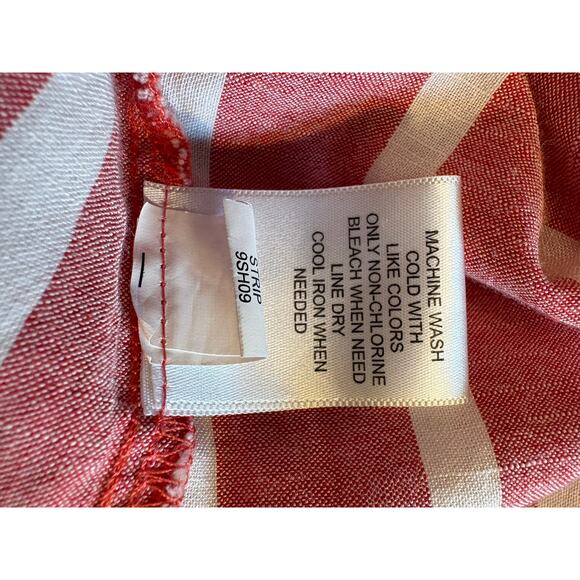 MACHINE WASH
COLD WITH
LIKE COLORS
ONLY NON-CHLORINE
BLEACH WHEN NEED
LINE DRY
COOL IRON WHEN
NEEDED
STRIP
9SH09